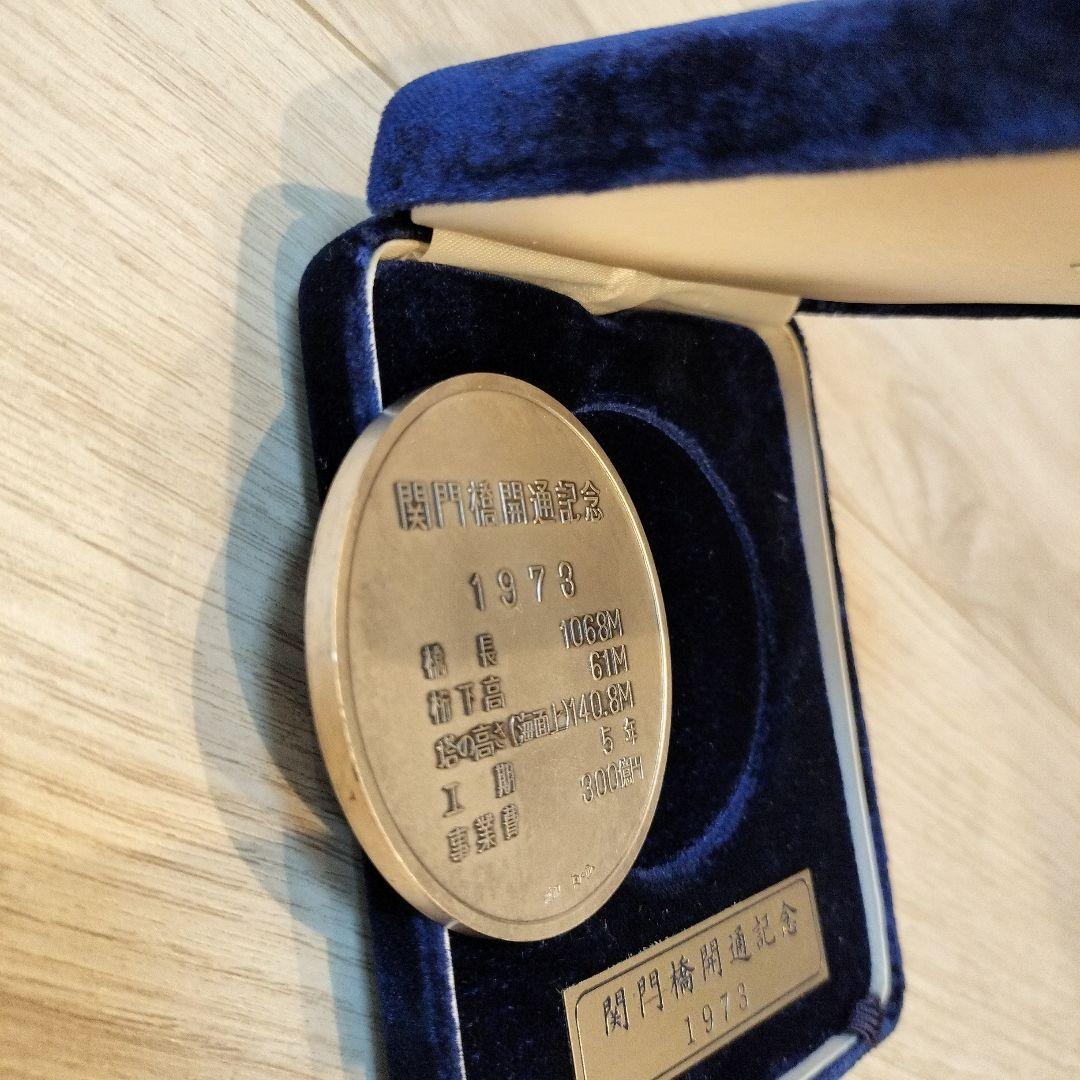 関門橋開通記念
1973
橋長 1068M
桁下高 61M
塔の高さ(海面上)140.8M
工期 5年
事業費 300億円
関門橋開通記念
1973